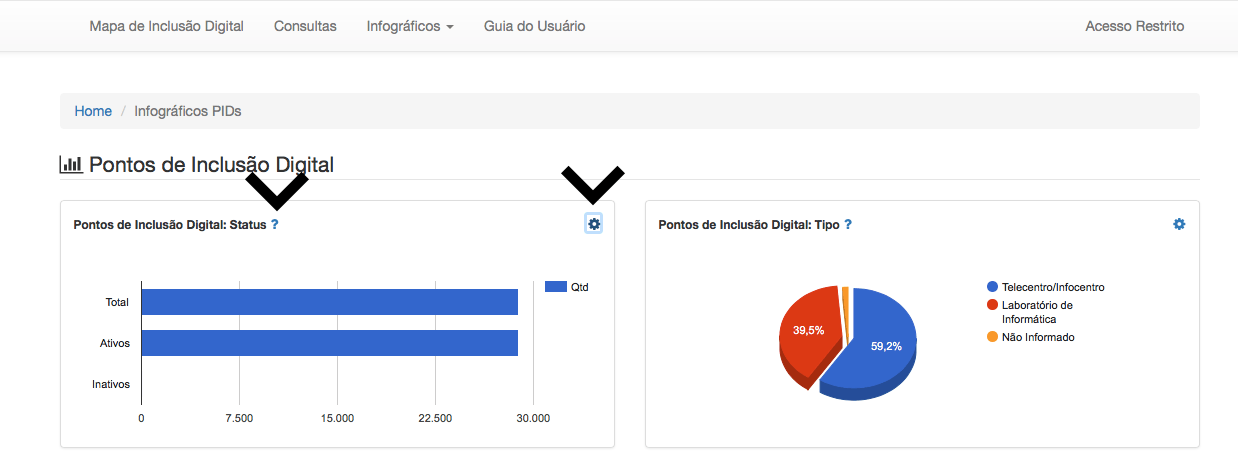 Mapa de Inclusão Digital Consultas Infográficos Guia do Usuário Acesso Restrito
Home / Infográficos PIDs
Pontos de Inclusão Digital
Pontos de Inclusão Digital: Status ?
Qtd
Total
Ativos
Inativos
0 7.500 15.000 22.500 30.000
Pontos de Inclusão Digital: Tipo ?
39,5%
59,2%
Telecentro/Infocentro
Laboratório de
Informática
Não Informado